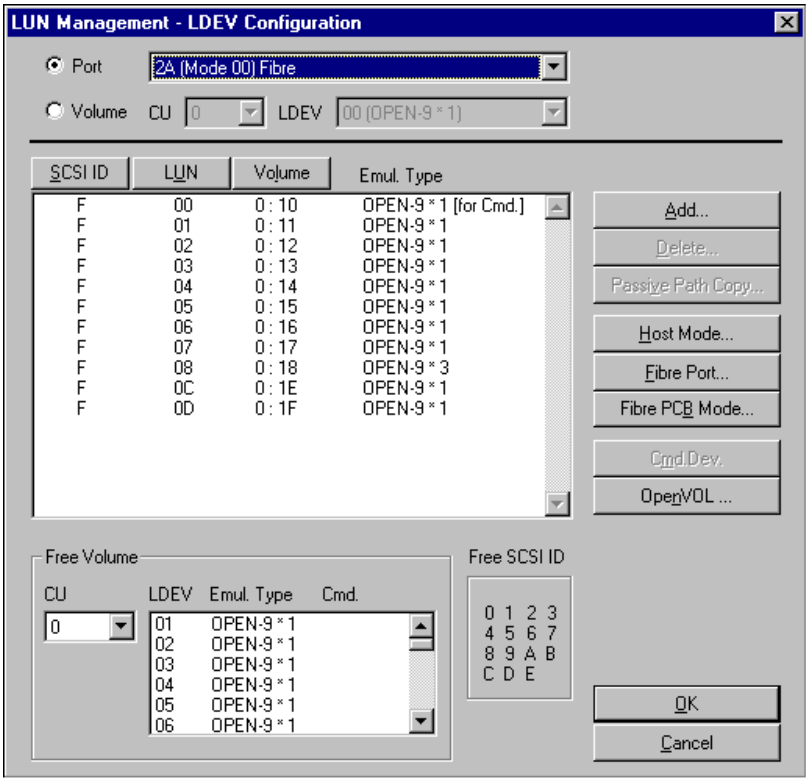 LUN Management - LDEV Configuration
Port 2A (Mode 00) Fibre
Volume CU 0 LDEV 00 (OPEN-9 * 1)
SCSI ID LUN Volume Emul. Type
F 00 0 : 10 OPEN-9 * 1 [for Cmd.]
F 01 0 : 11 OPEN-9 * 1
F 02 0 : 12 OPEN-9 * 1
F 03 0 : 13 OPEN-9 * 1
F 04 0 : 14 OPEN-9 * 1
F 05 0 : 15 OPEN-9 * 1
F 06 0 : 16 OPEN-9 * 1
F 07 0 : 17 OPEN-9 * 1
F 08 0 : 18 OPEN-9 * 3
F 0C 0 : 1E OPEN-9 * 1
F 0D 0 : 1F OPEN-9 * 1
Add...
Delete...
Passive Path Copy...
Host Mode...
Fibre Port...
Fibre PCB Mode...
Cmd.Dev.
OpenVOL ...
Free Volume
CU
0
LDEV Emul. Type Cmd.
01 OPEN-9 * 1
02 OPEN-9 * 1
03 OPEN-9 * 1
04 OPEN-9 * 1
05 OPEN-9 * 1
06 OPEN-9 * 1
Free SCSI ID
0 1 2 3
4 5 6 7
8 9 A B
C D E
OK
Cancel